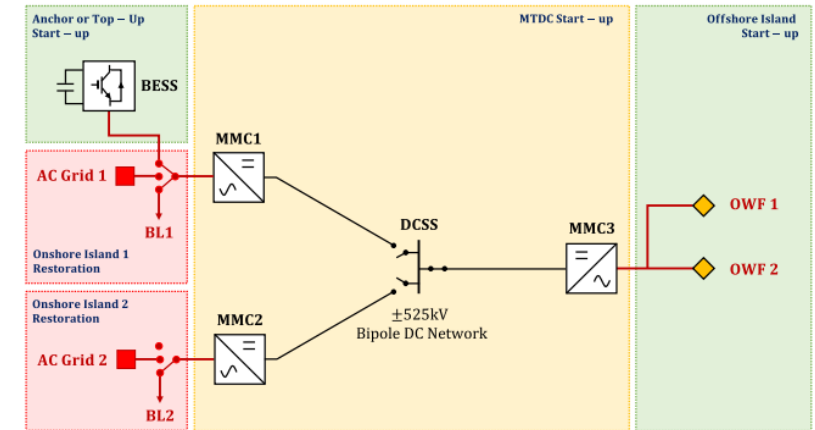 Anchor or Top – Up
Start – up
MTDC Start – up
Offshore Island
Start – up
BESS
MMC1
AC Grid 1
BL1
Onshore Island 1
Restoration
DCSS
MMC3
OWF 1
OWF 2
±525kV
Bipole DC Network
Onshore Island 2
Restoration
MMC2
AC Grid 2
BL2